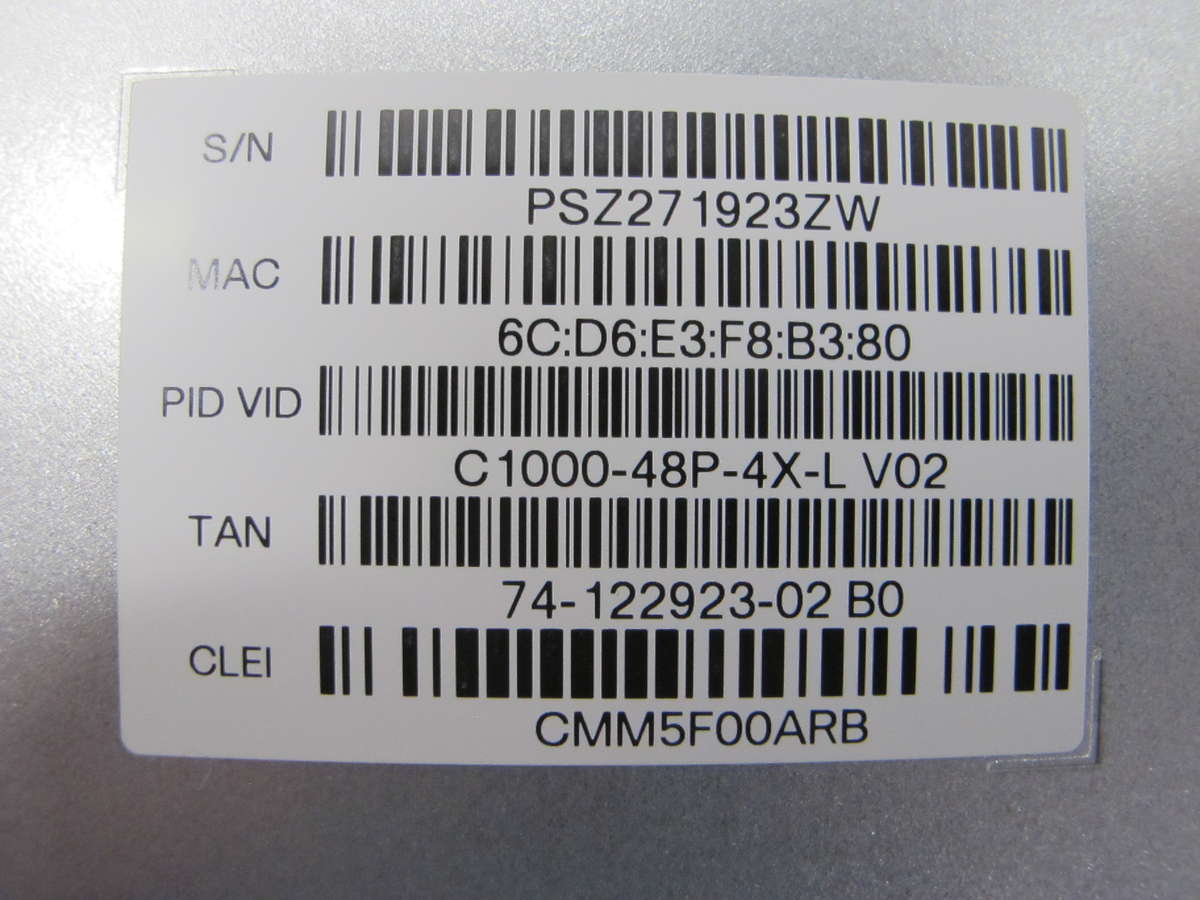 S/N
PSZ271923ZW
MAC
6C:D6:E3:F8:B3:80
PID VID
C1000-48P-4X-L V02
TAN
74-122923-02 B0
CLEI
CMM5F00ARB